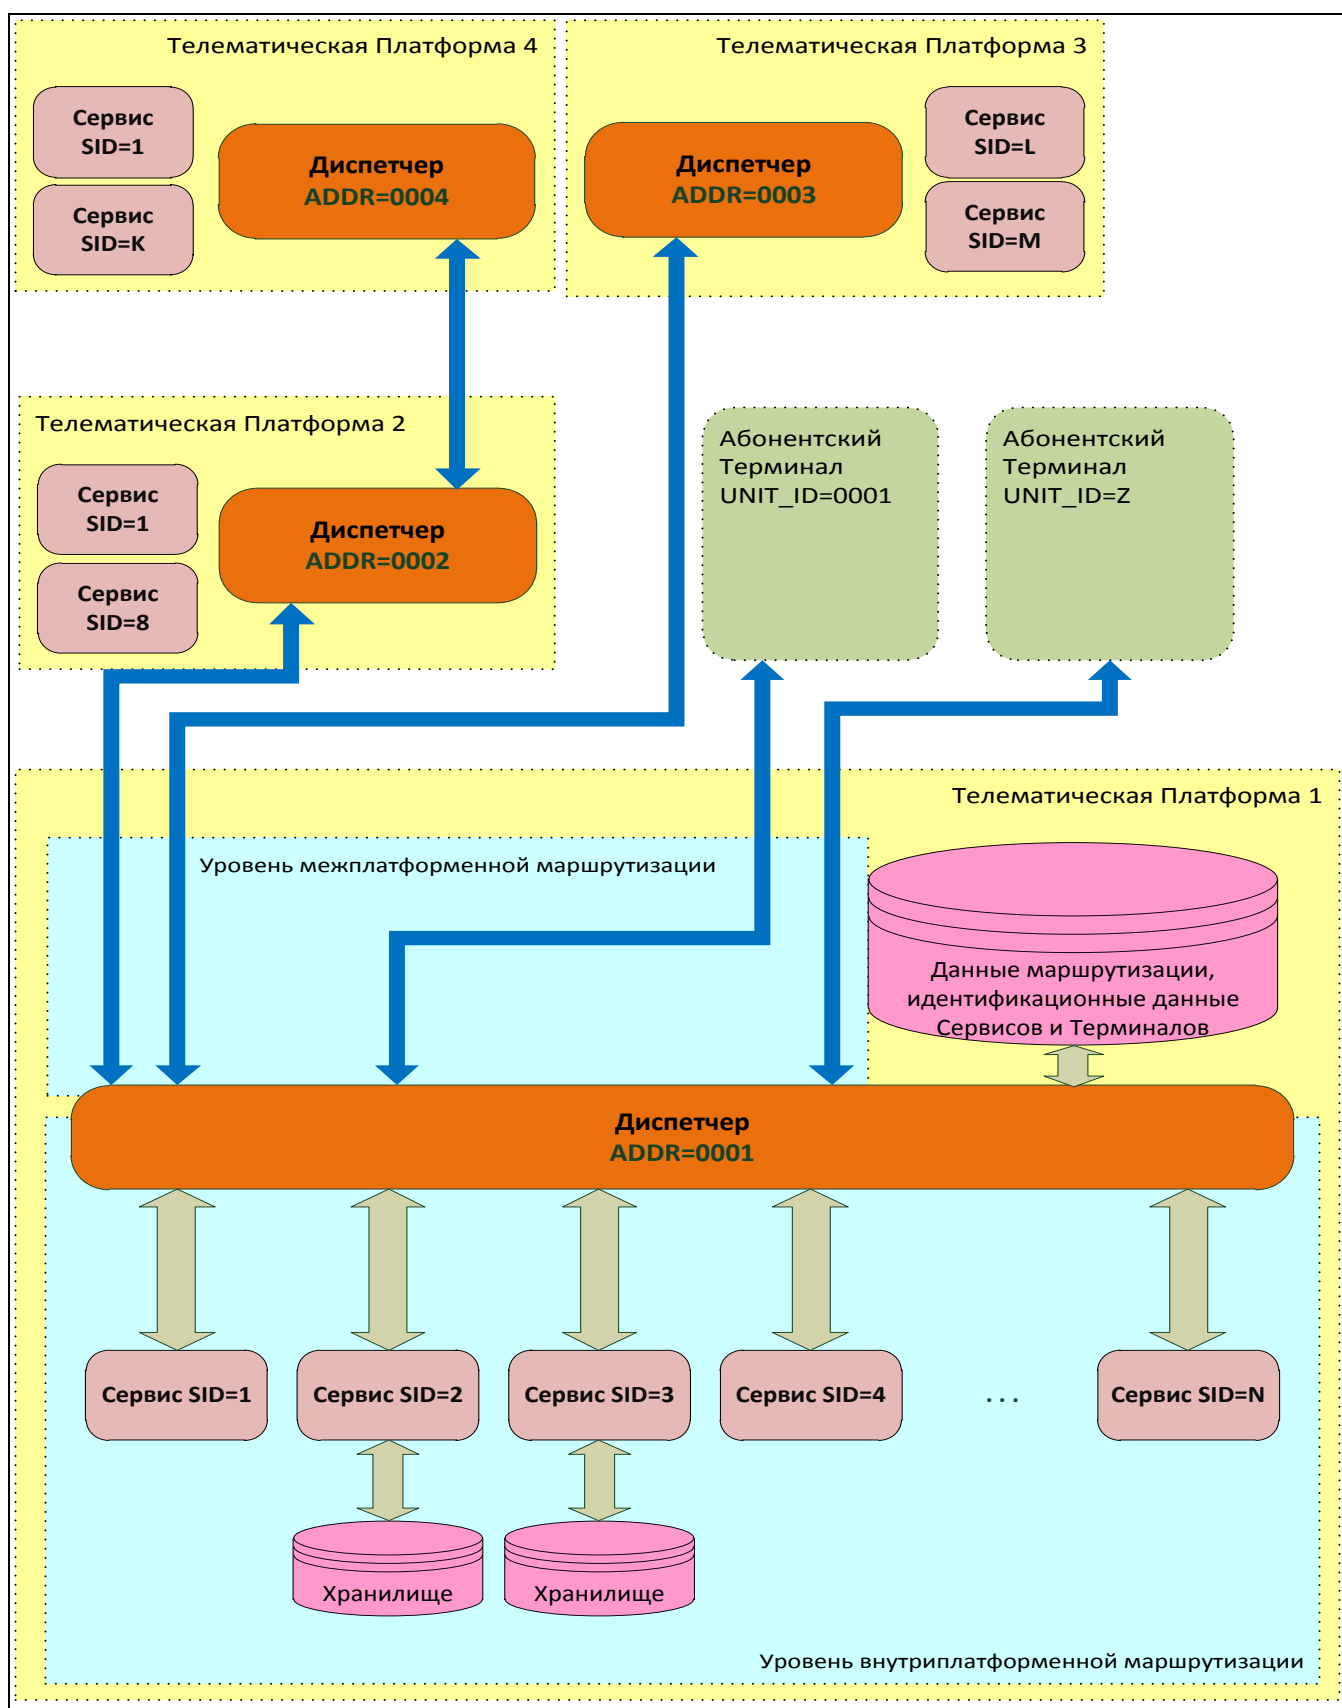 Телематическая Платформа 4
Сервис
SID=1
Сервис
SID=K
Диспетчер
ADDR=0004
Телематическая Платформа 3
Диспетчер
ADDR=0003
Сервис
SID=L
Сервис
SID=M
Телематическая Платформа 2
Сервис
SID=1
Сервис
SID=8
Диспетчер
ADDR=0002
Абонентский
Терминал
UNIT_ID=0001
Абонентский
Терминал
UNIT_ID=Z
Телематическая Платформа 1
Уровень межплатформенной маршрутизации
Данные маршрутизации,
идентификационные данные
Сервисов и Терминалов
Диспетчер
ADDR=0001
Сервис SID=1
Сервис SID=2
Сервис SID=3
Сервис SID=4
. . .
Сервис SID=N
Хранилище
Хранилище
Уровень внутриплатформенной маршрутизации